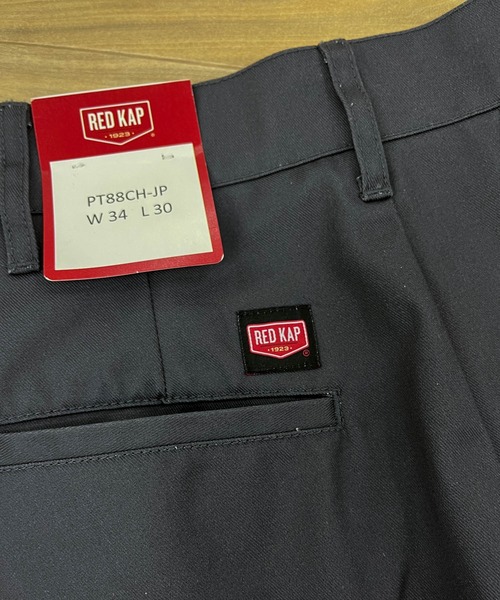 RED KAP
·1923·
®
PT88CH-JP
W 34 L 30
RED KAP
·1923·
®